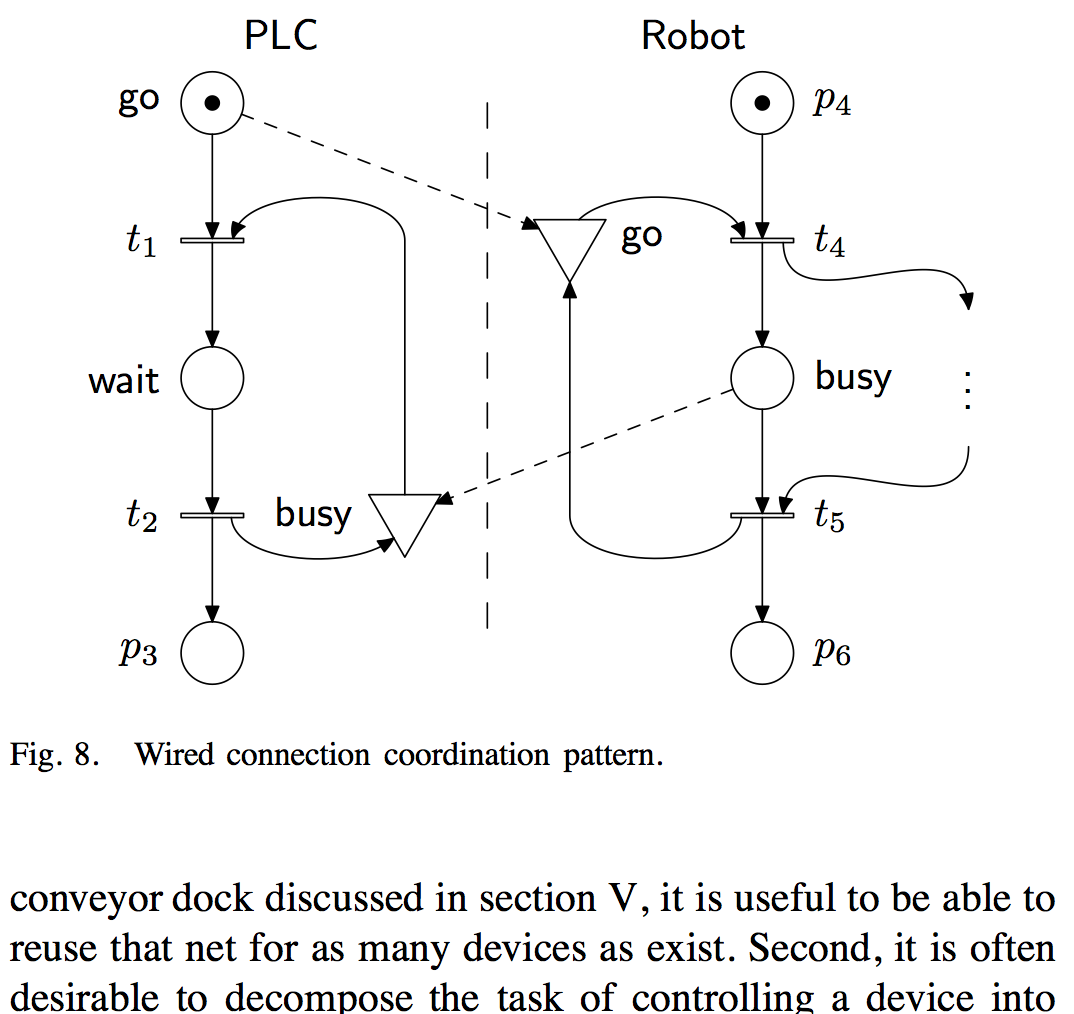 PLC
Robot
go
p4
t1
go
t4
wait
busy
t2
busy
t5
p3
p6
Fig. 8. Wired connection coordination pattern.
conveyor dock discussed in section V, it is useful to be able to
reuse that net for as many devices as exist. Second, it is often
desirable to decompose the task of controlling a device into